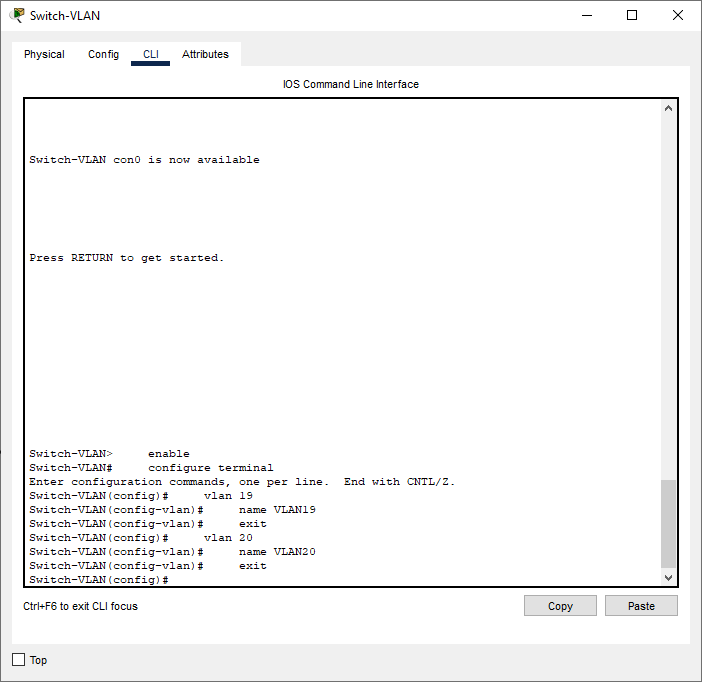 Switch-VLAN
Physical Config CLI Attributes
IOS Command Line Interface
Switch-VLAN con0 is now available
Press RETURN to get started.
Switch-VLAN>     enable
Switch-VLAN#     configure terminal
Enter configuration commands, one per line.  End with CNTL/Z.
Switch-VLAN(config)#     vlan 19
Switch-VLAN(config-vlan)#     name VLAN19
Switch-VLAN(config-vlan)#     exit
Switch-VLAN(config)#     vlan 20
Switch-VLAN(config-vlan)#     name VLAN20
Switch-VLAN(config-vlan)#     exit
Switch-VLAN(config)#
Ctrl+F6 to exit CLI focus Copy Paste
Top